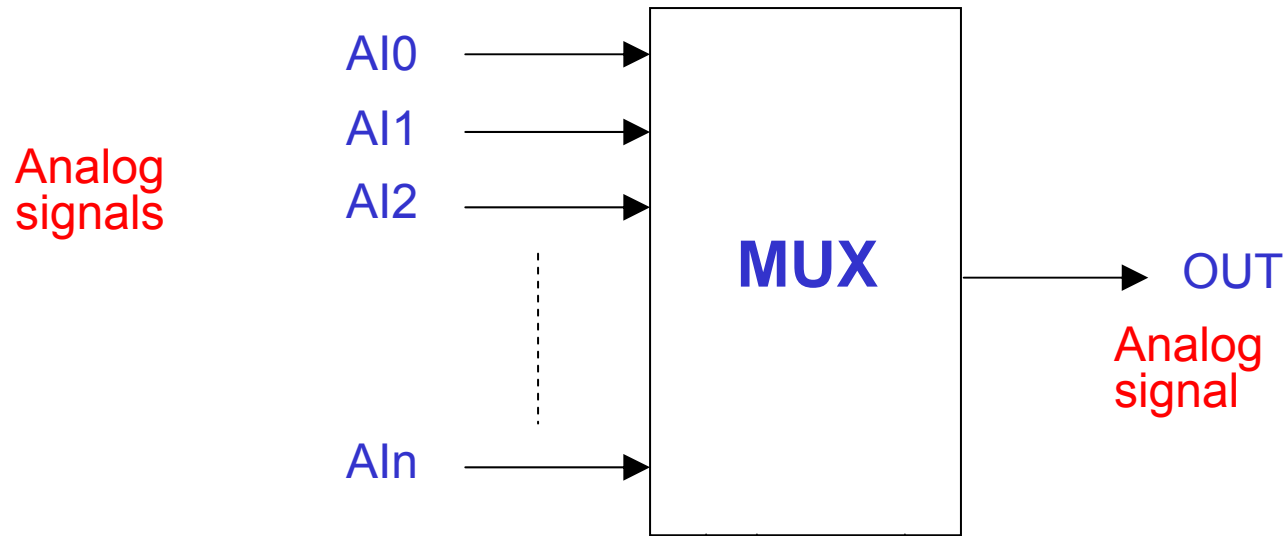 AI0
AI1
Analog
signals
AI2
MUX
OUT
Analog
signal
AIn